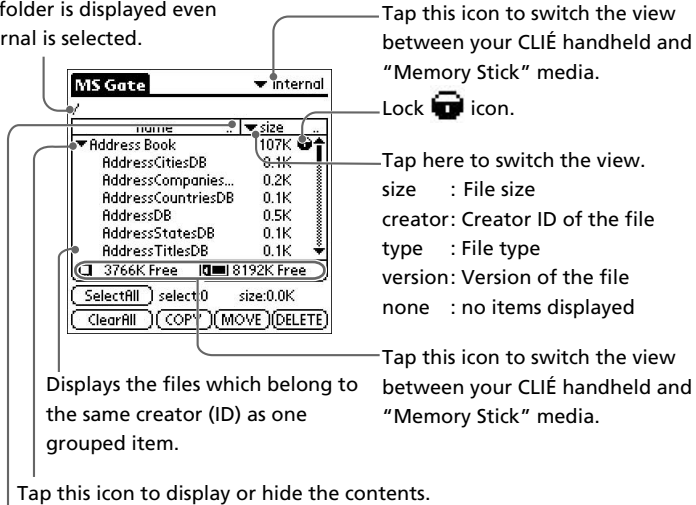 folder is displayed even
rnal is selected.
Tap this icon to switch the view
between your CLIÉ handheld and
“Memory Stick” media.
Lock icon.
MS Gate
internal
/
name .. size ..
Address Book 107K
AddressCitiesDB 0.1K
AddressCompanies... 0.2K
AddressCountriesDB 0.1K
AddressDB 0.5K
AddressStatesDB 0.1K
AddressTitlesDB 0.1K
3766K Free 8192K Free
SelectAll select:0 size:0.0K
ClearAll COPY MOVE DELETE
Tap here to switch the view.
size : File size
creator: Creator ID of the file
type : File type
version: Version of the file
none : no items displayed
Tap this icon to switch the view
between your CLIÉ handheld and
“Memory Stick” media.
Displays the files which belong to
the same creator (ID) as one
grouped item.
Tap this icon to display or hide the contents.